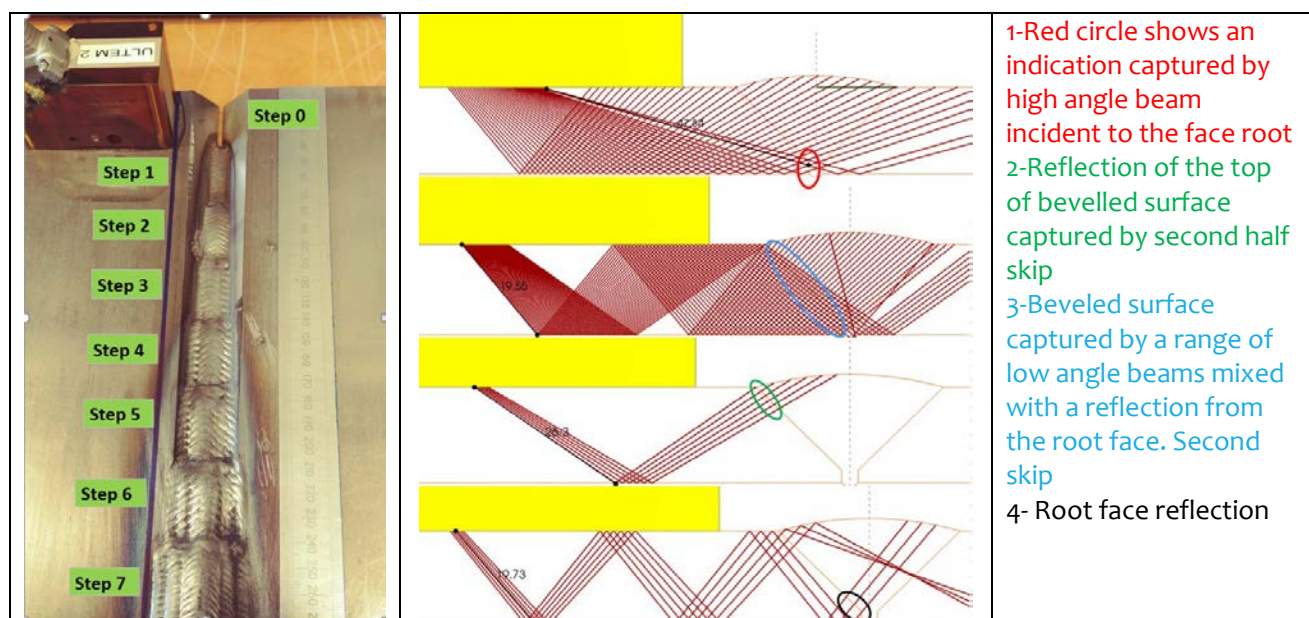 ULTEM 2
Step 0
Step 1
Step 2
Step 3
Step 4
Step 5
Step 6
Step 7
19.55
26.3
19.73
1-Red circle shows an
indication captured by
high angle beam
incident to the face root
2-Reflection of the top
of bevelled surface
captured by second half
skip
3-Beveled surface
captured by a range of
low angle beams mixed
with a reflection from
the root face. Second
skip
4- Root face reflection